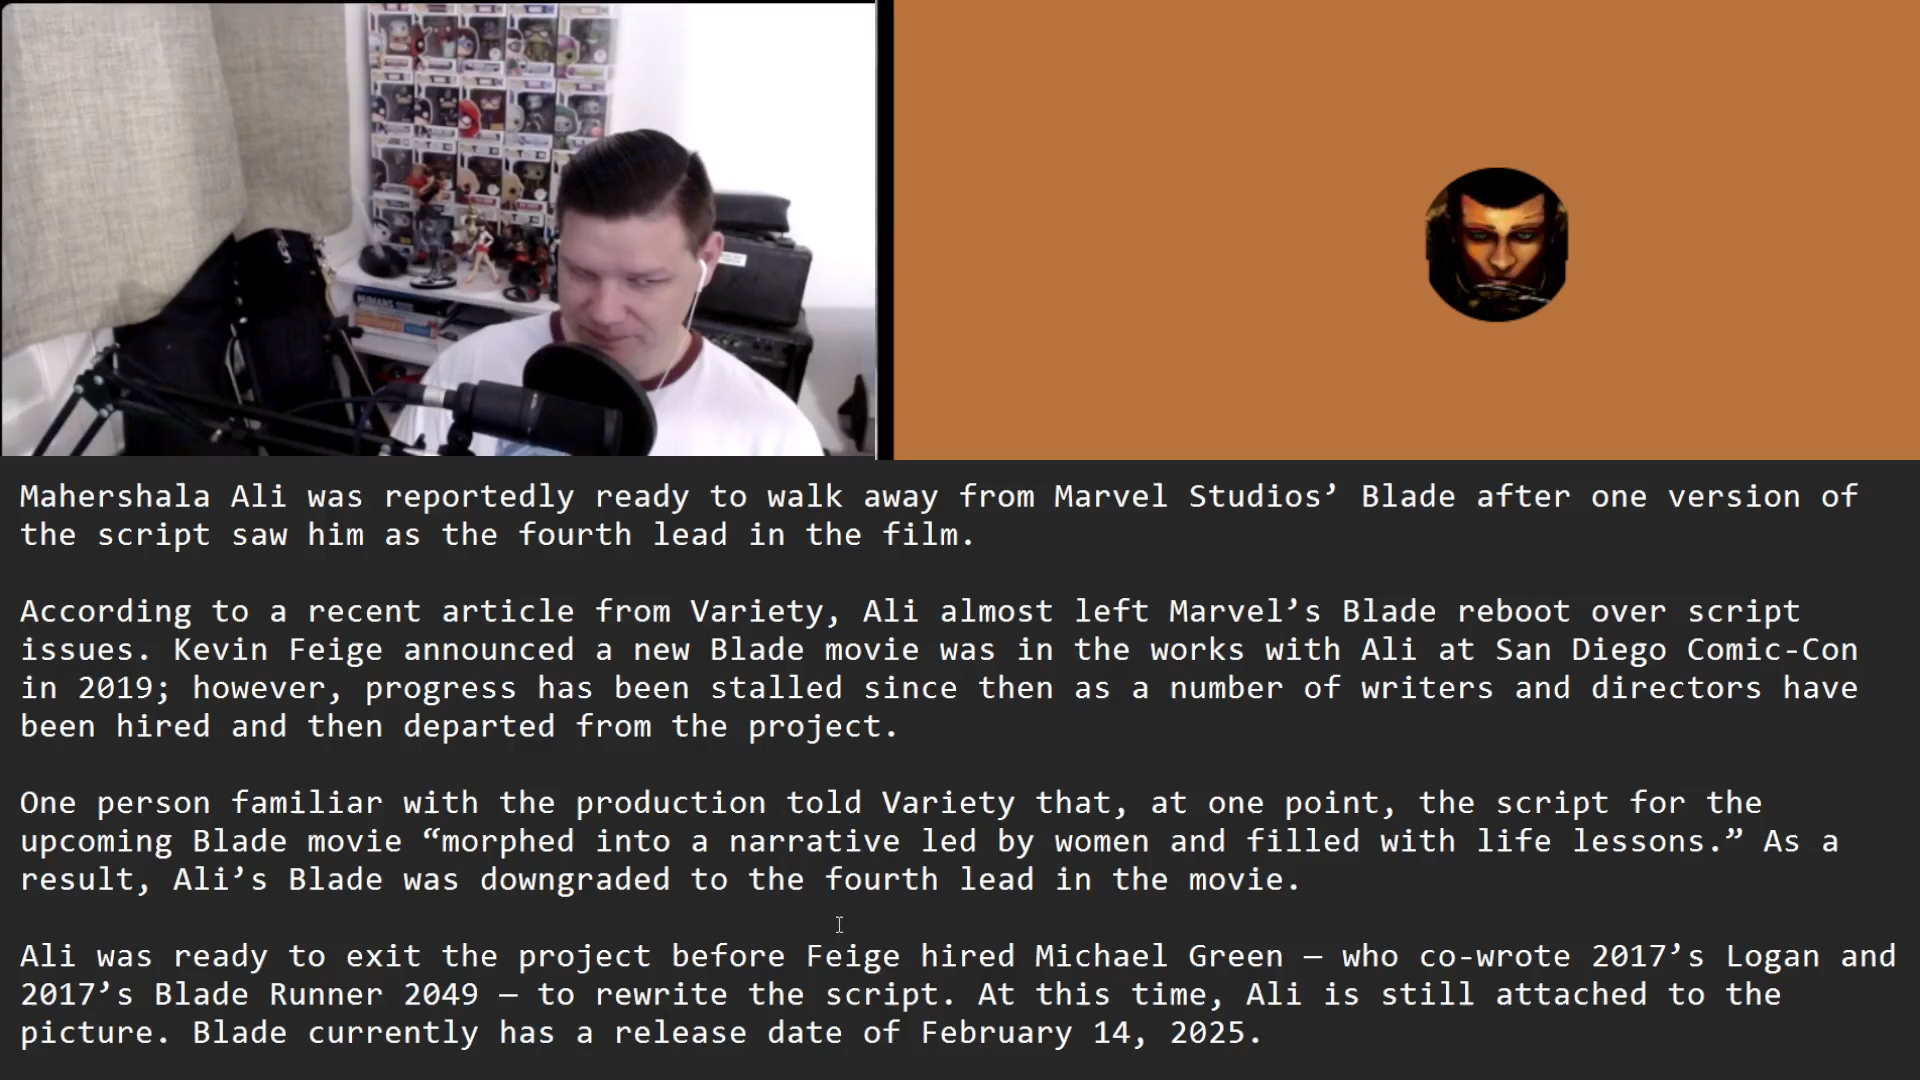 HUMANS
Mahershala Ali was reportedly ready to walk away from Marvel Studios’ Blade after one version of
the script saw him as the fourth lead in the film.
According to a recent article from Variety, Ali almost left Marvel’s Blade reboot over script
issues. Kevin Feige announced a new Blade movie was in the works with Ali at San Diego Comic-Con
in 2019; however, progress has been stalled since then as a number of writers and directors have
been hired and then departed from the project.
One person familiar with the production told Variety that, at one point, the script for the
upcoming Blade movie “morphed into a narrative led by women and filled with life lessons.” As a
result, Ali’s Blade was downgraded to the fourth lead in the movie.
Ali was ready to exit the project before Feige hired Michael Green — who co-wrote 2017’s Logan and
2017’s Blade Runner 2049 — to rewrite the script. At this time, Ali is still attached to the
picture. Blade currently has a release date of February 14, 2025.